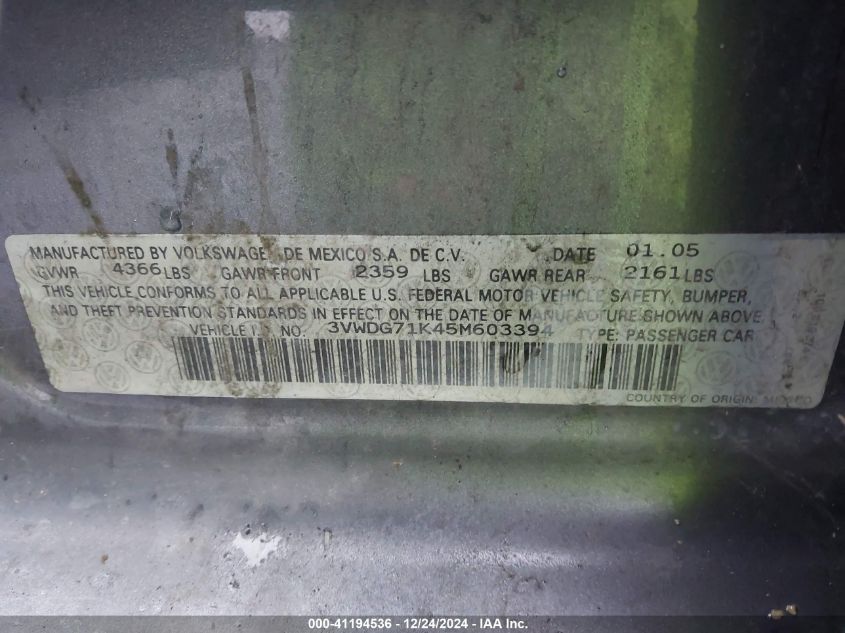 MANUFACTURED BY VOLKSWAGEN DE MEXICO S.A. DE C.V. DATE 01.05
GVWR 4366 LBS GAWR FRONT 2359 LBS GAWR REAR 2161 LBS
THIS VEHICLE CONFORMS TO ALL APPLICABLE U.S. FEDERAL MOTOR VEHICLE SAFETY, BUMPER,
AND THEFT PREVENTION STANDARDS IN EFFECT ON THE DATE OF MANUFACTURE SHOWN ABOVE.
VEHICLE I. NO. 3VWDG71K45M603394 TYPE: PASSENGER CAR
COUNTRY OF ORIGIN: MEXICO
000-41194536 - 12/24/2024 - IAA Inc.